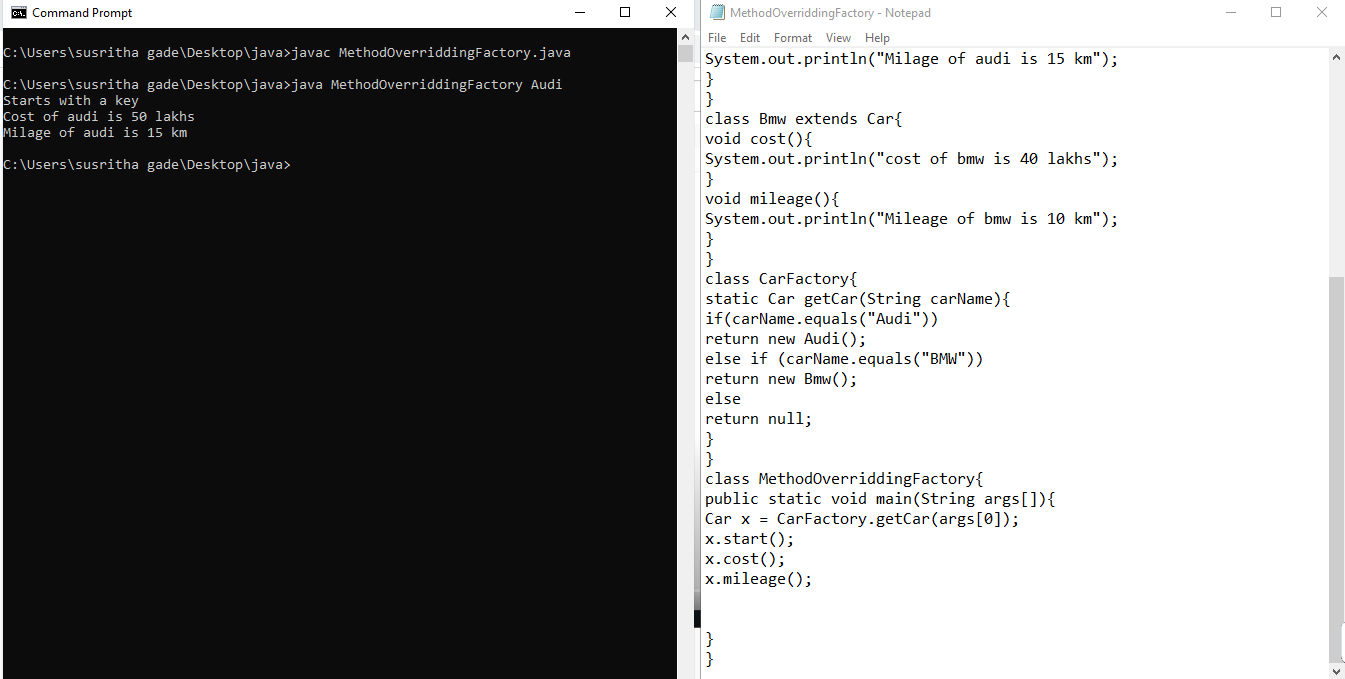 Command Prompt
C:\Users\susritha gade\Desktop\java>javac MethodOverriddingFactory.java
C:\Users\susritha gade\Desktop\java>java MethodOverriddingFactory Audi
Starts with a key
Cost of audi is 50 lakhs
Milage of audi is 15 km
C:\Users\susritha gade\Desktop\java>
MethodOverriddingFactory - Notepad
File Edit Format View Help
System.out.println("Milage of audi is 15 km");
}
}
class Bmw extends Car{
void cost(){
System.out.println("cost of bmw is 40 lakhs");
}
void mileage(){
System.out.println("Mileage of bmw is 10 km");
}
}
class CarFactory{
static Car getCar(String carName){
if(carName.equals("Audi"))
return new Audi();
else if (carName.equals("BMW"))
return new Bmw();
else
return null;
}
}
class MethodOverriddingFactory{
public static void main(String args[]){
Car x = CarFactory.getCar(args[0]);
x.start();
x.cost();
x.mileage();
}
}